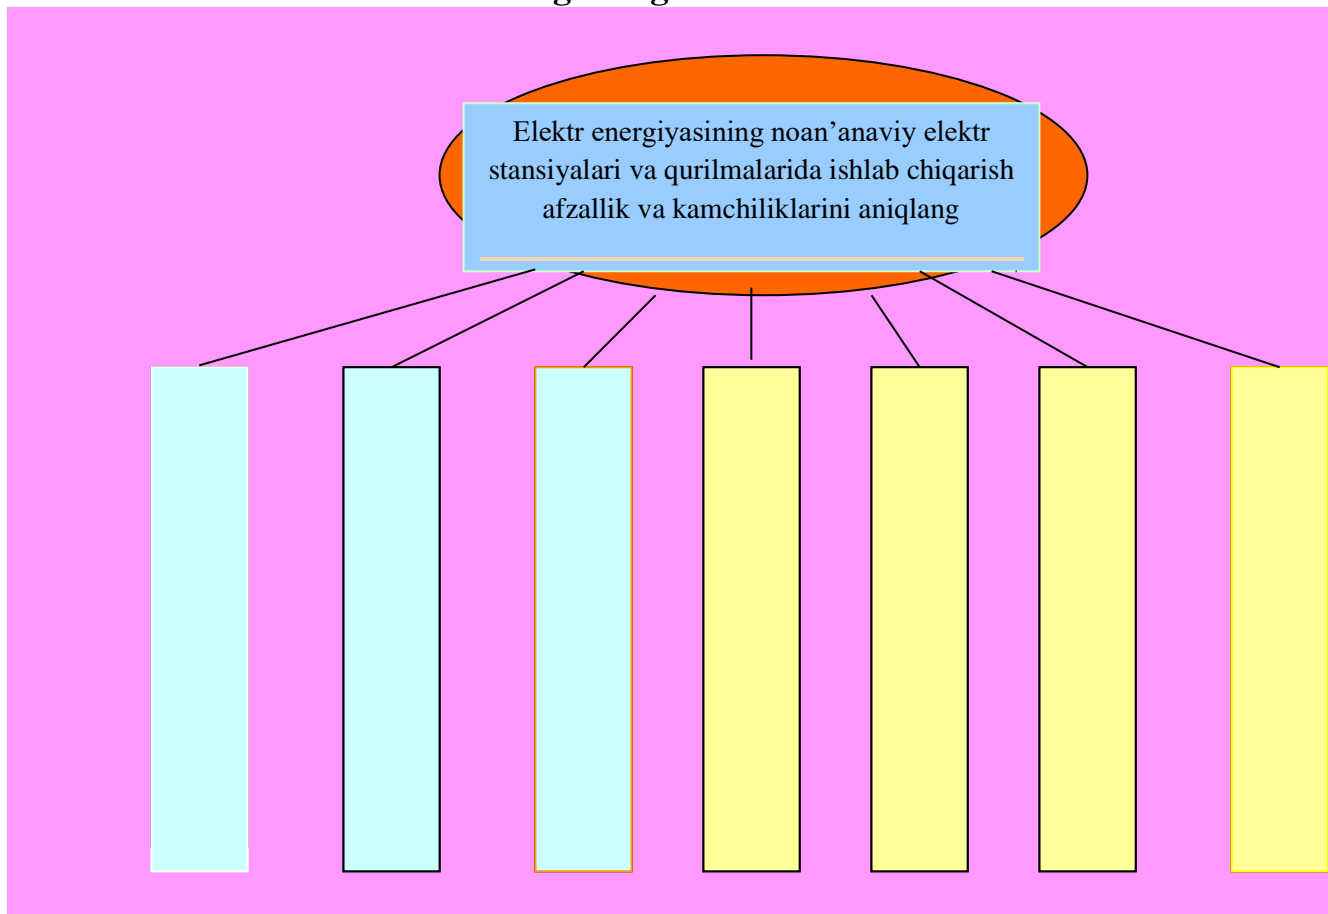 Elektr energiyasining noan’anaviy elektr
stansiyalari va qurilmalarida ishlab chiqarish
afzallik va kamchiliklarini aniqlang